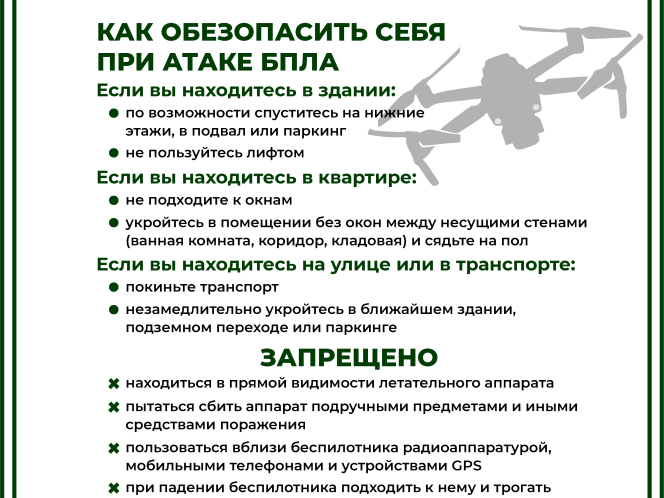 КАК ОБЕЗОПАСИТЬ СЕБЯ
ПРИ АТАКЕ БПЛА
Если вы находитесь в здании:
по возможности спуститесь на нижние
этажи, в подвал или паркинг
не пользуйтесь лифтом
Если вы находитесь в квартире:
не подходите к окнам
укройтесь в помещении без окон между несущими стенами
(ванная комната, коридор, кладовая) и сядьте на пол
Если вы находитесь на улице или в транспорте:
покиньте транспорт
незамедлительно укройтесь в ближайшем здании,
подземном переходе или паркинге
ЗАПРЕЩЕНО
находиться в прямой видимости летательного аппарата
пытаться сбить аппарат подручными предметами и иными
средствами поражения
пользоваться вблизи беспилотника радиоаппаратурой,
мобильными телефонами и устройствами GPS
при падении беспилотника подходить к нему и трогать